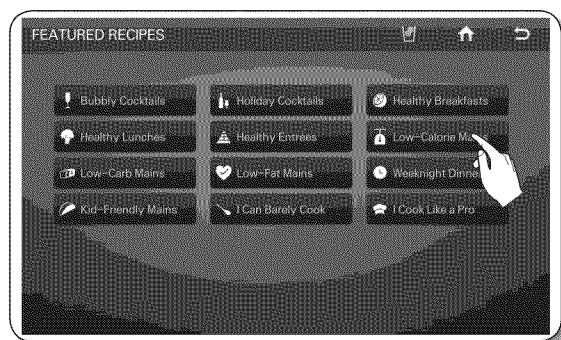 FEATURED RECIPES
Bubbly Cocktails
Holiday Cocktails
Healthy Breakfasts
Healthy Lunches
Healthy Entrées
Low-Calorie M
Low-Carb Mains
Low-Fat Mains
Weeknight Dinne
Kid-Friendly Mains
I Can Barely Cook
I Cook Like a Pro